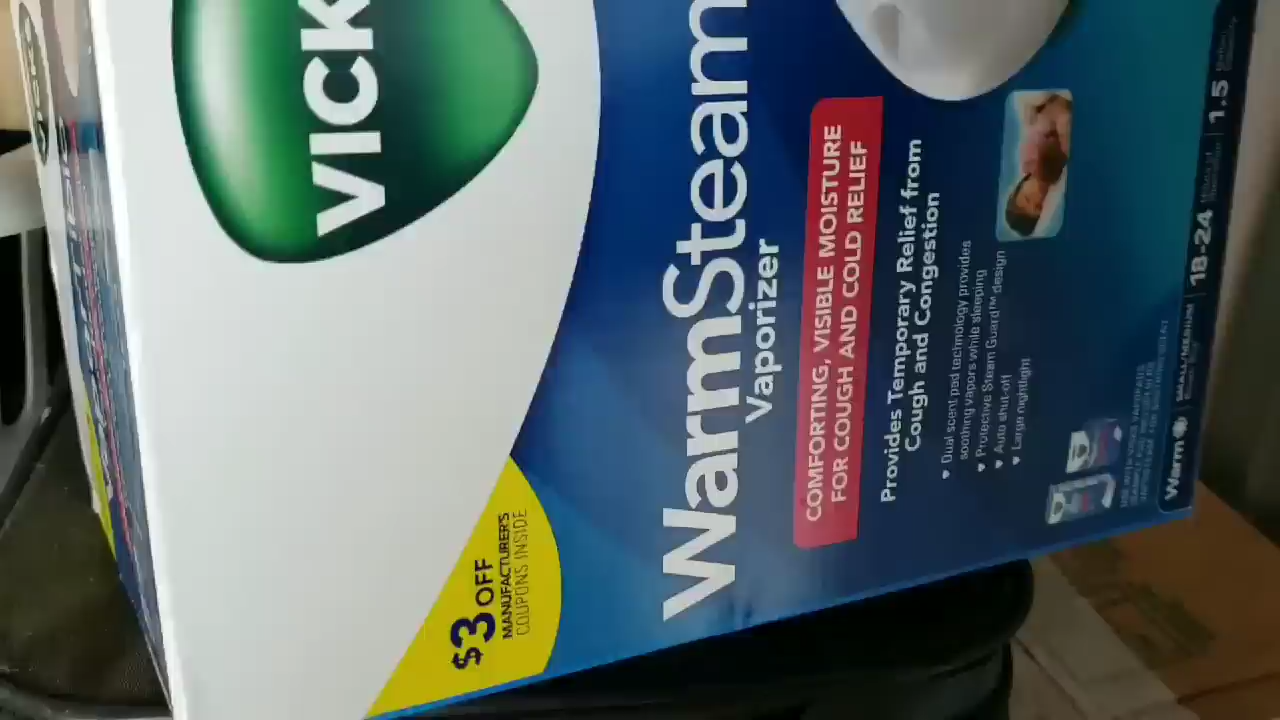 VICK
WarmSteam
Vaporizer
COMFORTING, VISIBLE MOISTURE
FOR COUGH AND COLD RELIEF
Provides Temporary Relief from
Cough and Congestion
♥ Dual scent pad technology provides
soothing vapors while sleeping
♥ Protective Steam Guard™ design
♥ Auto shut-off
♥ Large nightlight
$3 OFF
MANUFACTURER'S
COUPONS INSIDE
Warm
SMALL/MEDIUM
18-24
1.5